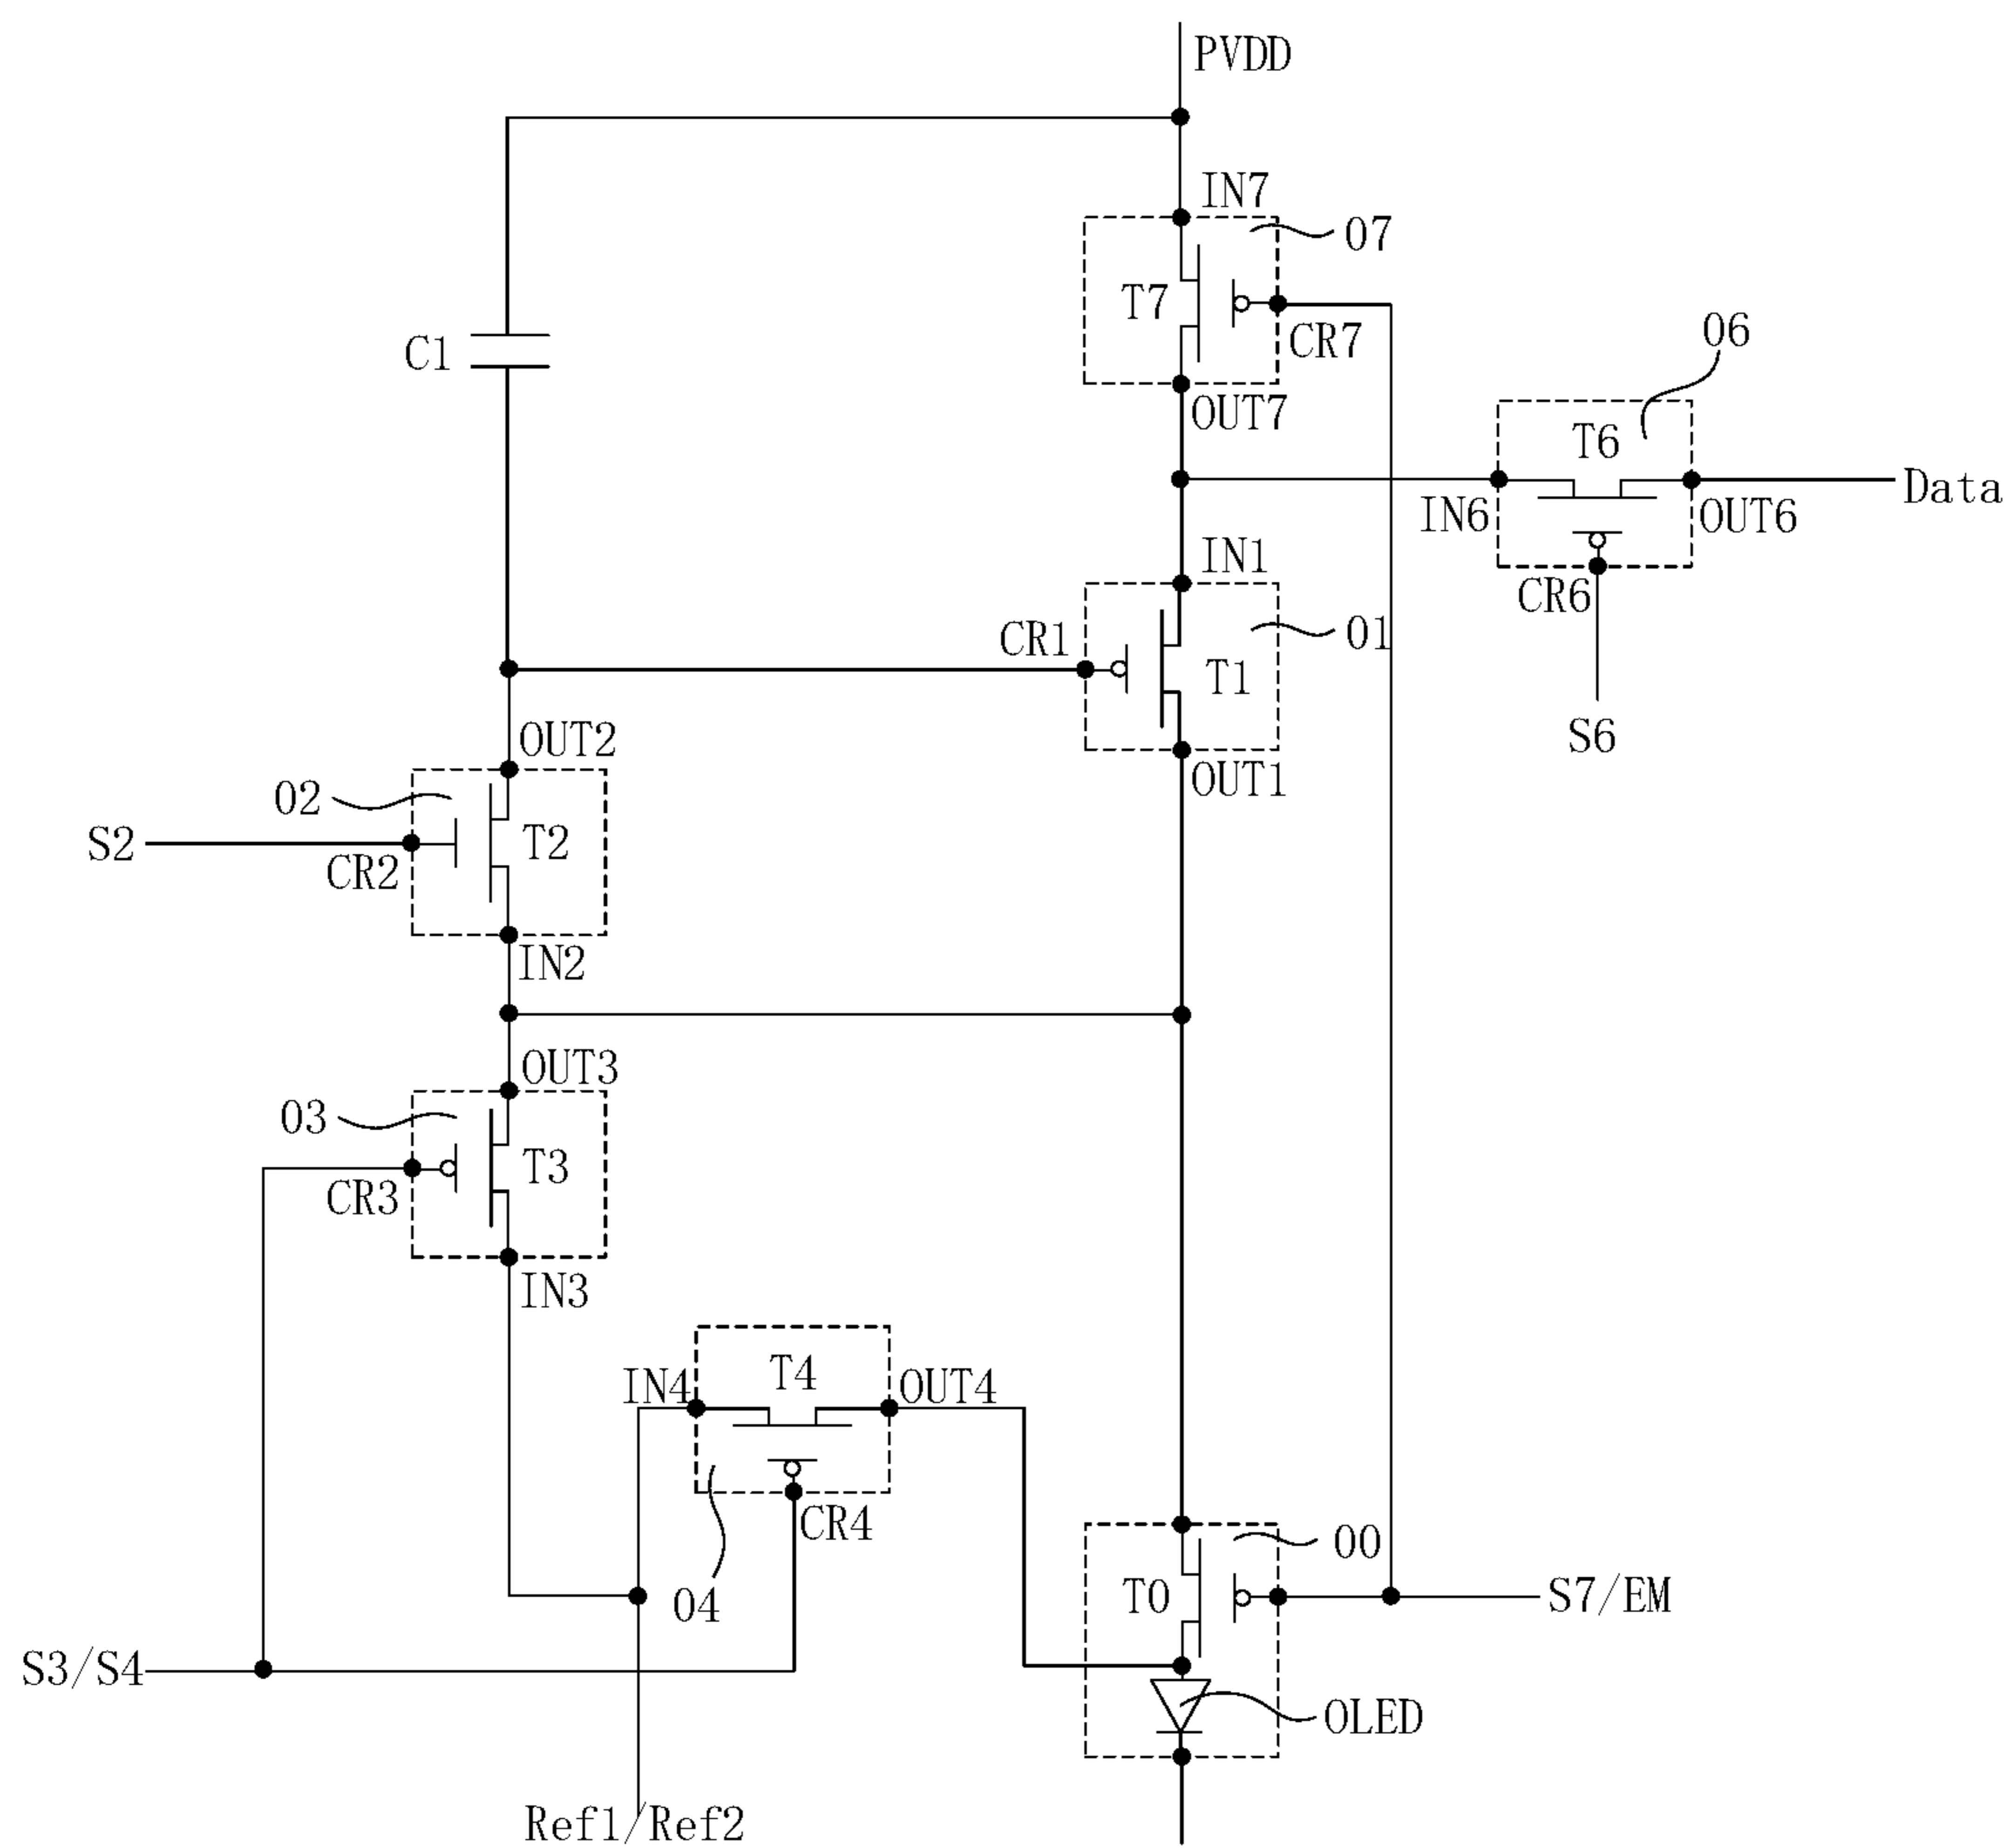 PVDD
IN7
07
T7
CR7
C1
06
OUT7
T6
Data
IN6
OUT6
IN1
CR6
CR1
01
T1
S6
OUT2
OUT1
02
T2
S2
CR2
IN2
OUT3
03
T3
CR3
IN3
T4
IN4
OUT4
CR4
00
T0
S7/EM
04
S3/S4
OLED
Ref1/Ref2